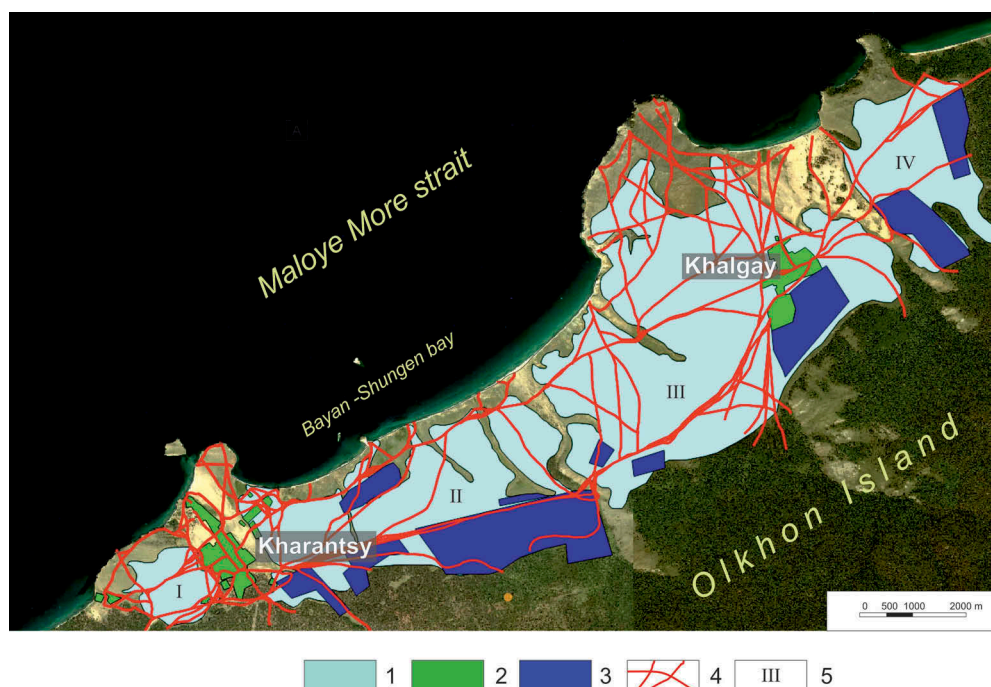 Maloye More strait
Bayan -Shungen bay
Khalgay
Kharantsy
Olkhon Island
I
II
III
IV
0 500 1000 2000 m
1
2
3
4
III 5